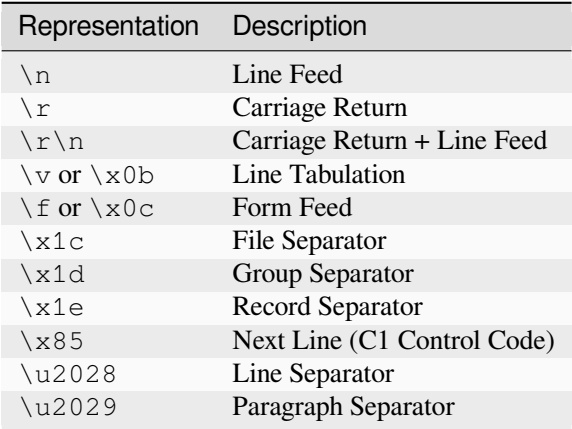 Representation Description
\n Line Feed
\r Carriage Return
\r\n Carriage Return + Line Feed
\v or \x0b Line Tabulation
\f or \x0c Form Feed
\x1c File Separator
\x1d Group Separator
\x1e Record Separator
\x85 Next Line (C1 Control Code)
\u2028 Line Separator
\u2029 Paragraph Separator